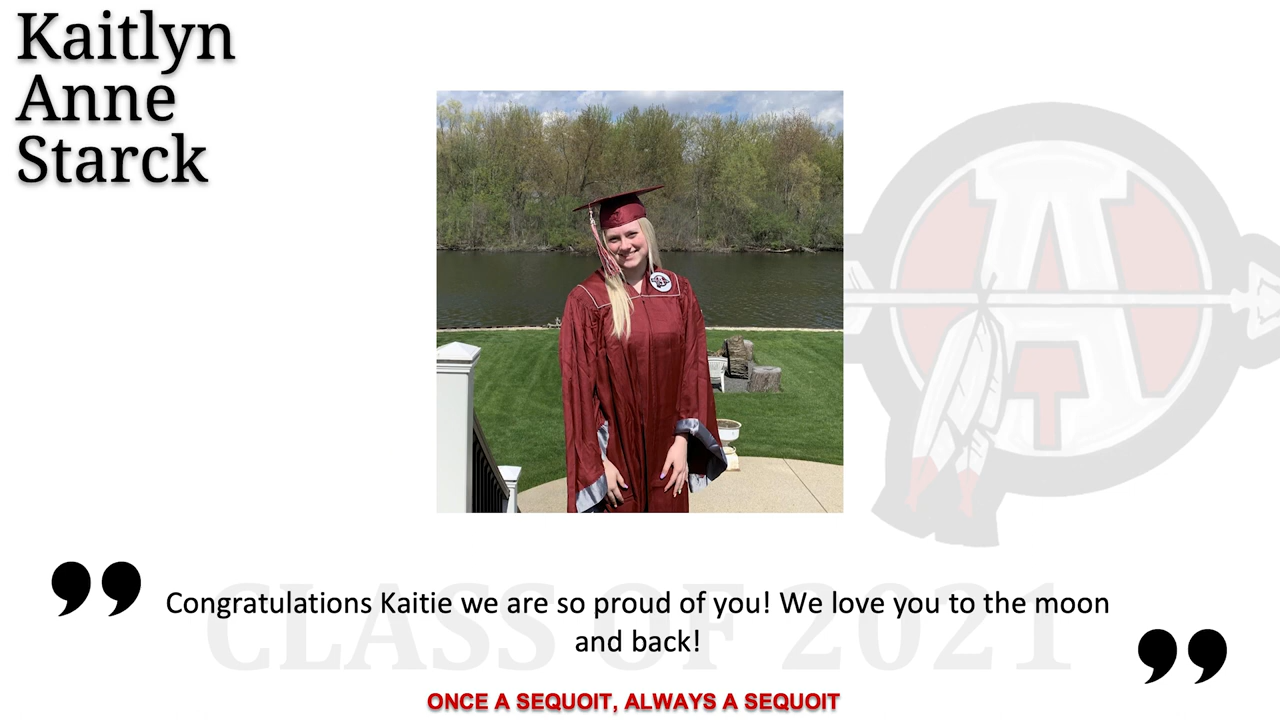 Kaitlyn
Anne
Starck
A
CLASS OF 2021
Congratulations Kaitie we are so proud of you! We love you to the moon
and back!
ONCE A SEQUOIT, ALWAYS A SEQUOIT